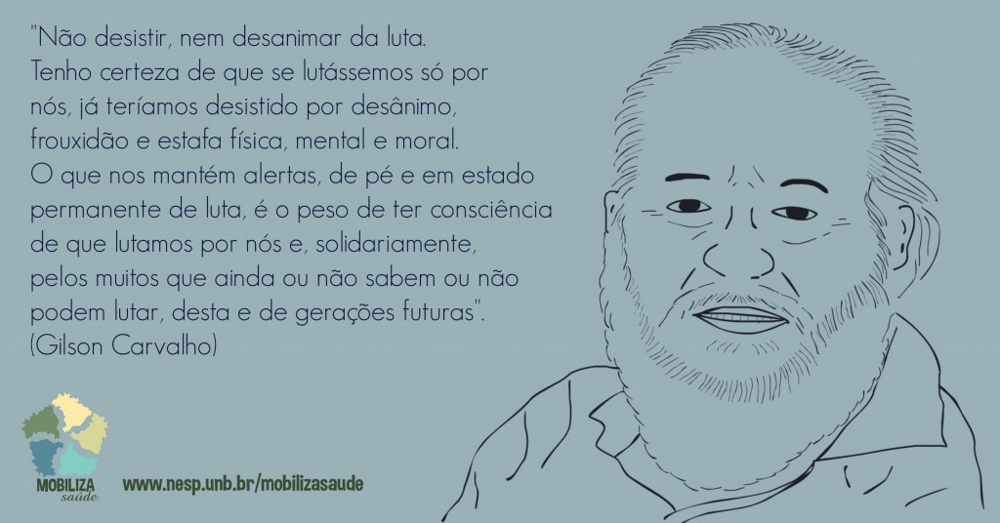 "Não desistir, nem desanimar da luta.
Tenho certeza de que se lutássemos só por
nós, já teríamos desistido por desânimo,
frouxidão e estafa física, mental e moral.
O que nos mantém alertas, de pé e em estado
permanente de luta, é o peso de ter consciência
de que lutamos por nós e, solidariamente,
pelos muitos que ainda ou não sabem ou não
podem lutar, desta e de gerações futuras".
(Gilson Carvalho)
MOBILIZA
saúde
www.nesp.unb.br/mobilizasaude